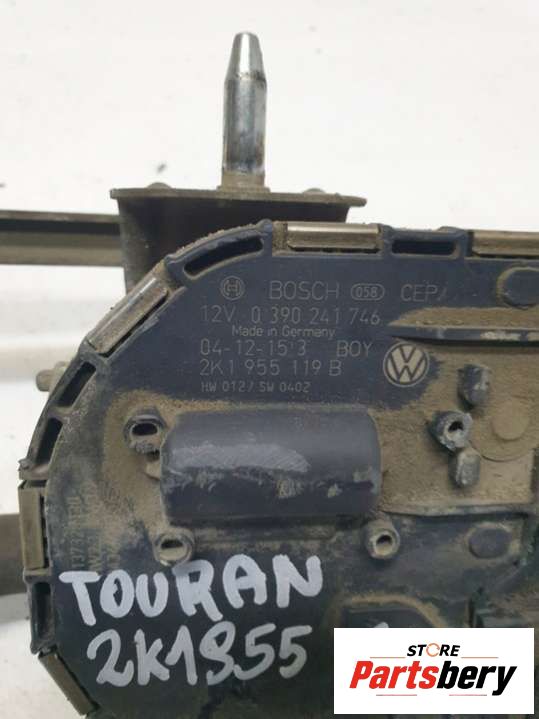 BOSCH 058 CEP
12V 0 390 241 746
Made in Germany
04-12-15 3 BOY
2K1 955 119 B
HW 012/ SW 0402
TOURAN
2K1955
STORE
Partsbery